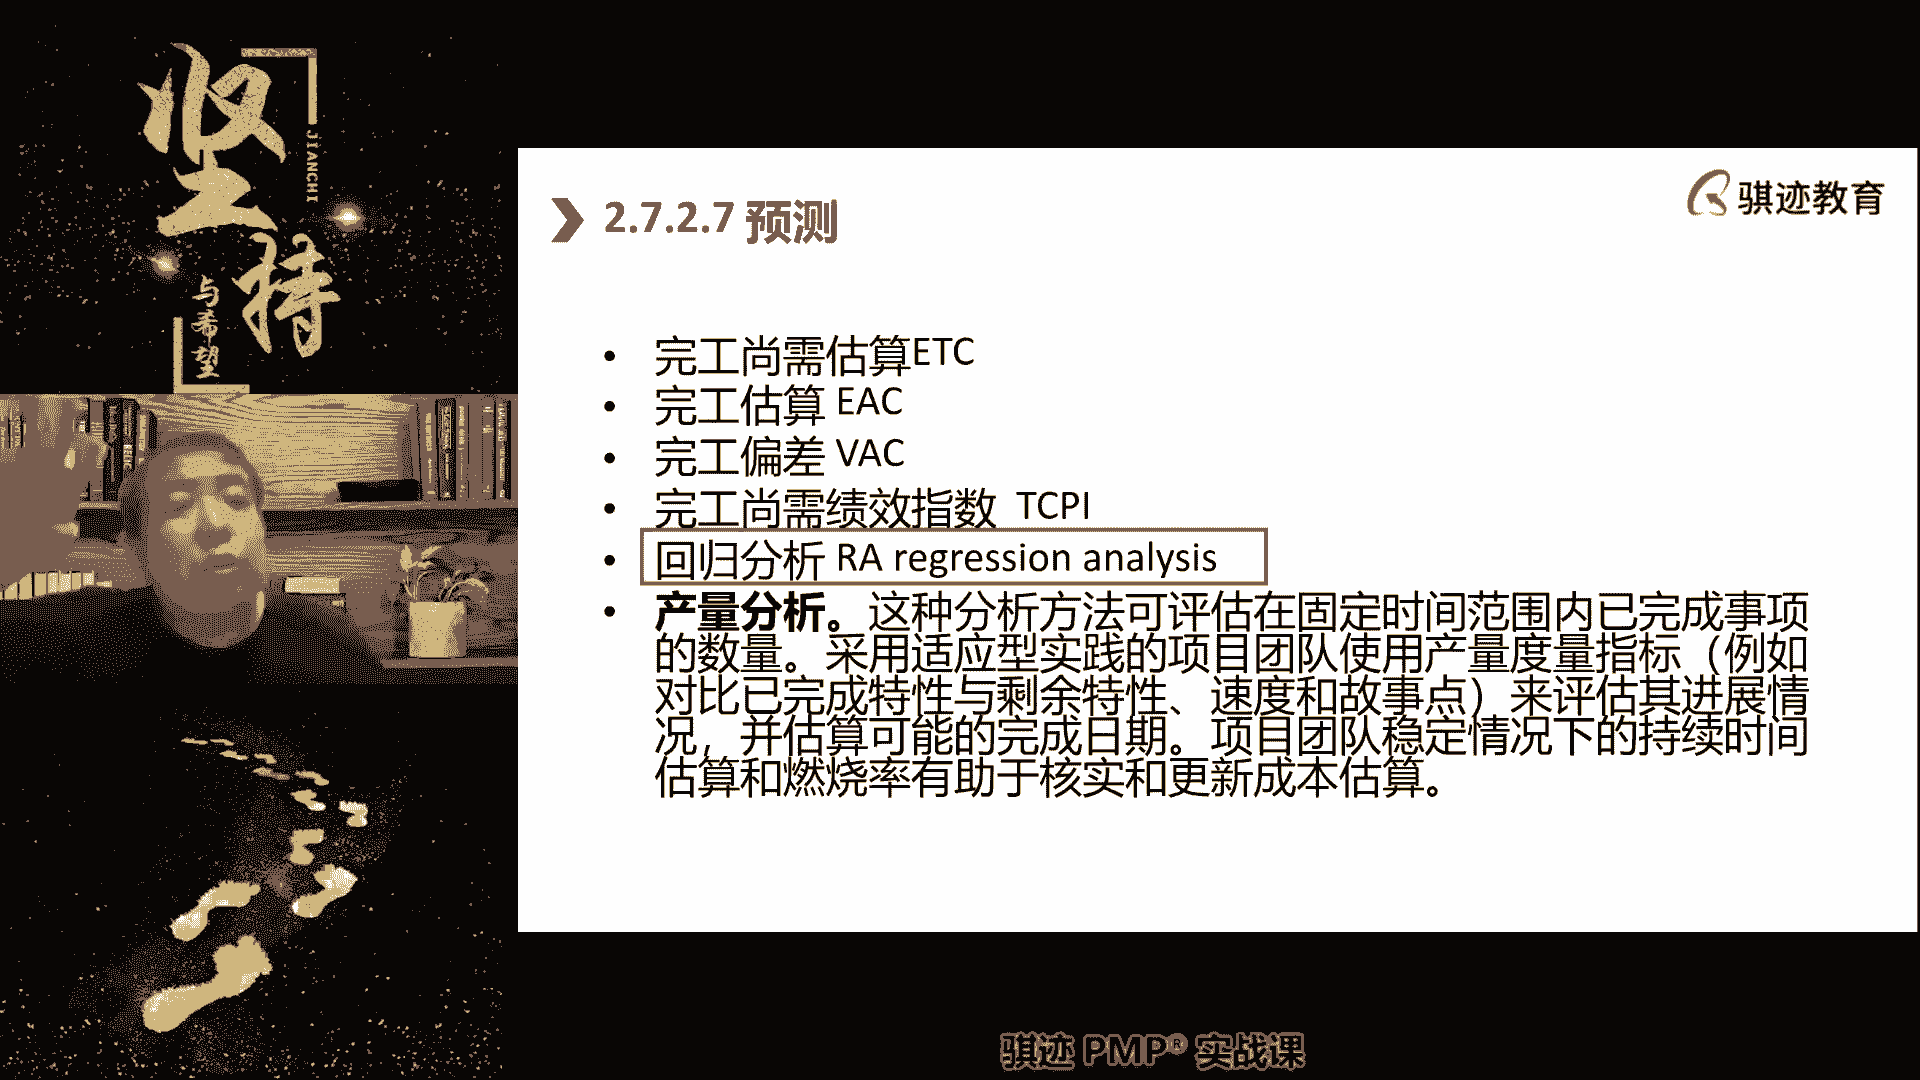 坚持
JIANCHI
与希望
骐迹教育
2.7.2.7 预测
• 完工尚需估算ETC
• 完工估算 EAC
• 完工偏差 VAC
• 完工尚需绩效指数 TCPI
• 回归分析 RA regression analysis
• 产量分析。这种分析方法可评估在固定时间范围内已完成事项
的数量。采用适应型实践的项目团队使用产量度量指标（例如
对比已完成特性与剩余特性、速度和故事点）来评估其进展情
况，并估算可能的完成日期。项目团队稳定情况下的持续时间
估算和燃烧率有助于核实和更新成本估算。
骐迹 PMP® 实战课